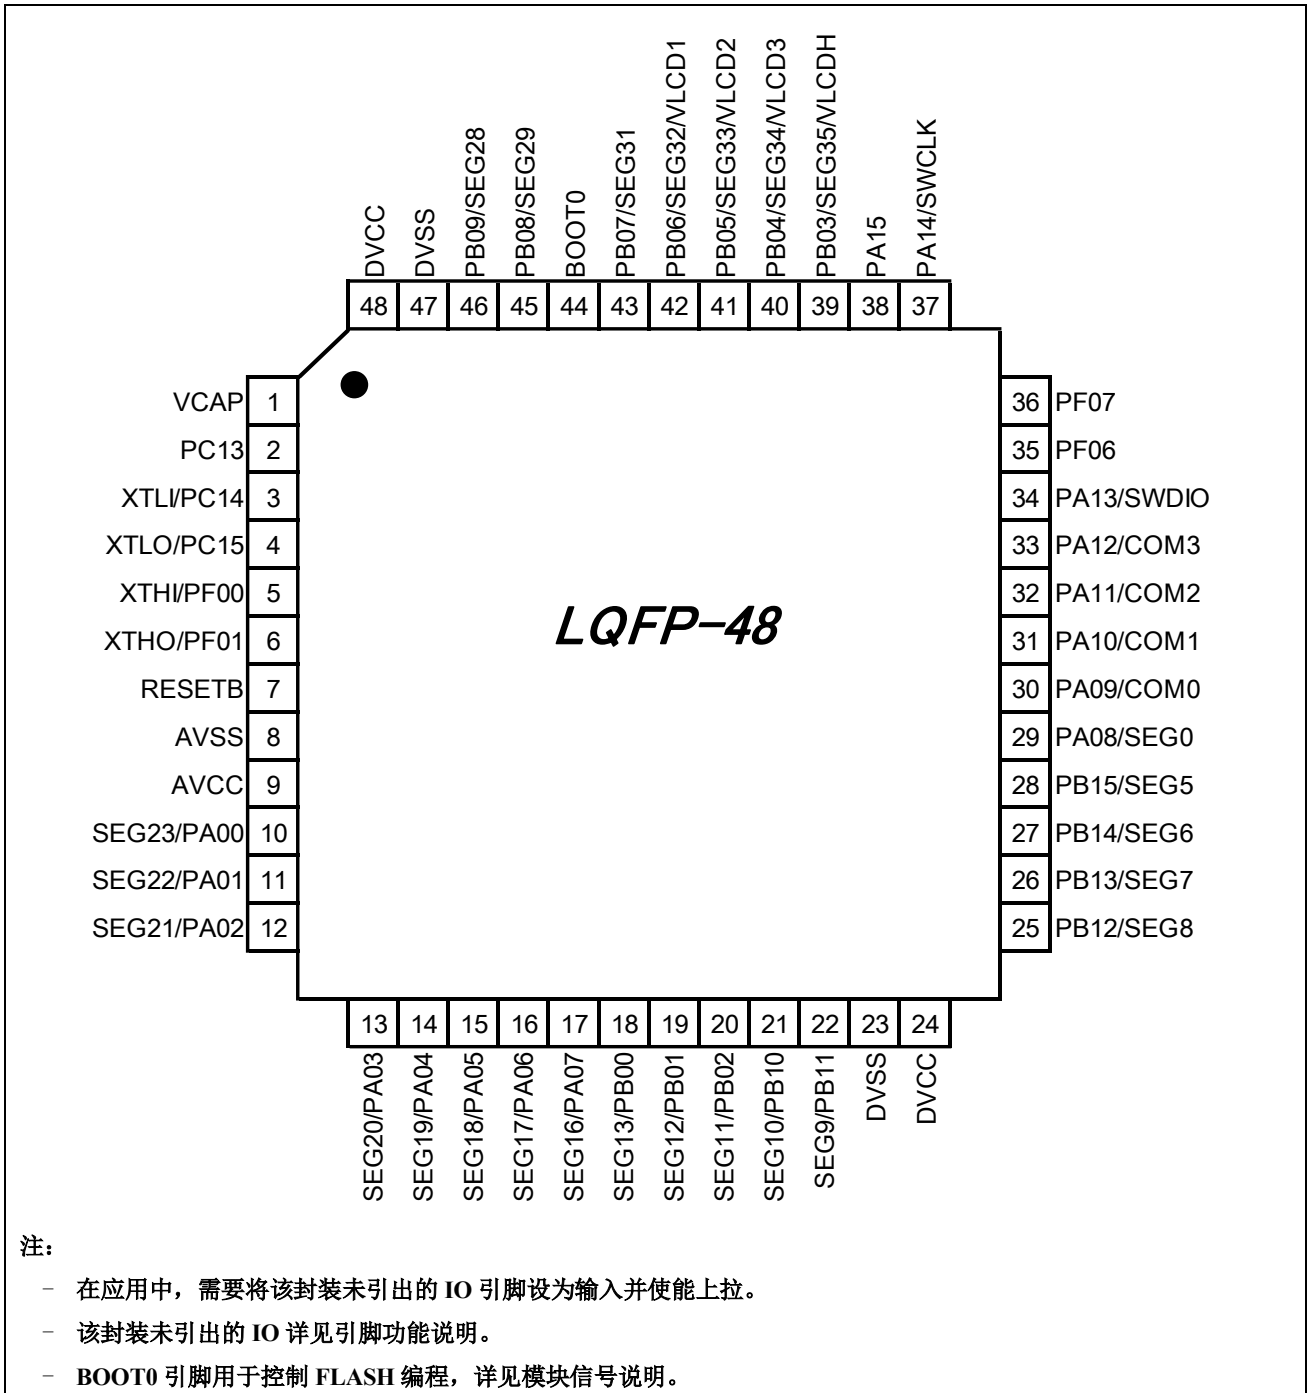 DVCC
DVSS
PB09/SEG28
PB08/SEG29
BOOT0
PB07/SEG31
PB06/SEG32/VLCD1
PB05/SEG33/VLCD2
PB04/SEG34/VLCD3
PB03/SEG35/VLCDH
PA15
PA14/SWCLK
48 47 46 45 44 43 42 41 40 39 38 37
VCAP 1
PC13 2
XTLI/PC14 3
XTLO/PC15 4
XTHI/PF00 5
XTHO/PF01 6
RESETB 7
AVSS 8
AVCC 9
SEG23/PA00 10
SEG22/PA01 11
SEG21/PA02 12
LQFP-48
36 PF07
35 PF06
34 PA13/SWDIO
33 PA12/COM3
32 PA11/COM2
31 PA10/COM1
30 PA09/COM0
29 PA08/SEG0
28 PB15/SEG5
27 PB14/SEG6
26 PB13/SEG7
25 PB12/SEG8
13 14 15 16 17 18 19 20 21 22 23 24
SEG20/PA03
SEG19/PA04
SEG18/PA05
SEG17/PA06
SEG16/PA07
SEG13/PB00
SEG12/PB01
SEG11/PB02
SEG10/PB10
SEG9/PB11
DVSS
DVCC
注：
－ 在应用中，需要将该封装未引出的 IO 引脚设为输入并使能上拉。
－ 该封装未引出的 IO 详见引脚功能说明。
－ BOOT0 引脚用于控制 FLASH 编程，详见模块信号说明。